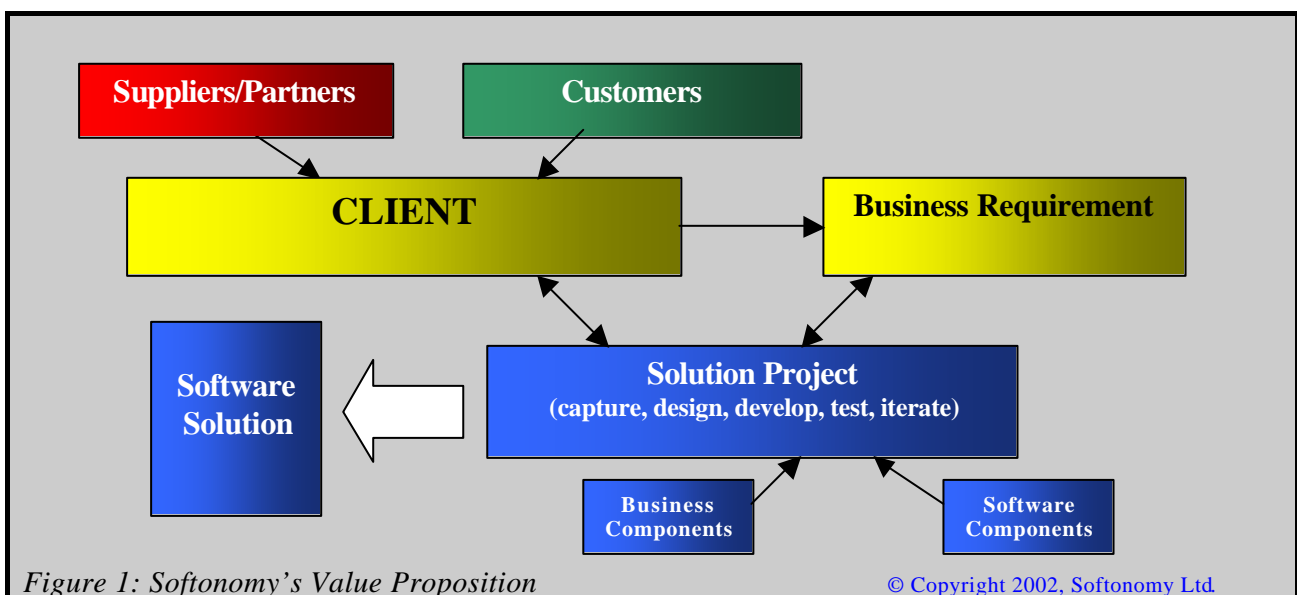 Suppliers/Partners
Customers
CLIENT
Business Requirement
Software
Solution
Solution Project
(capture, design, develop, test, iterate)
Business
Components
Software
Components
Figure 1: Softonomy's Value Proposition
© Copyright 2002, Softonomy Ltd.